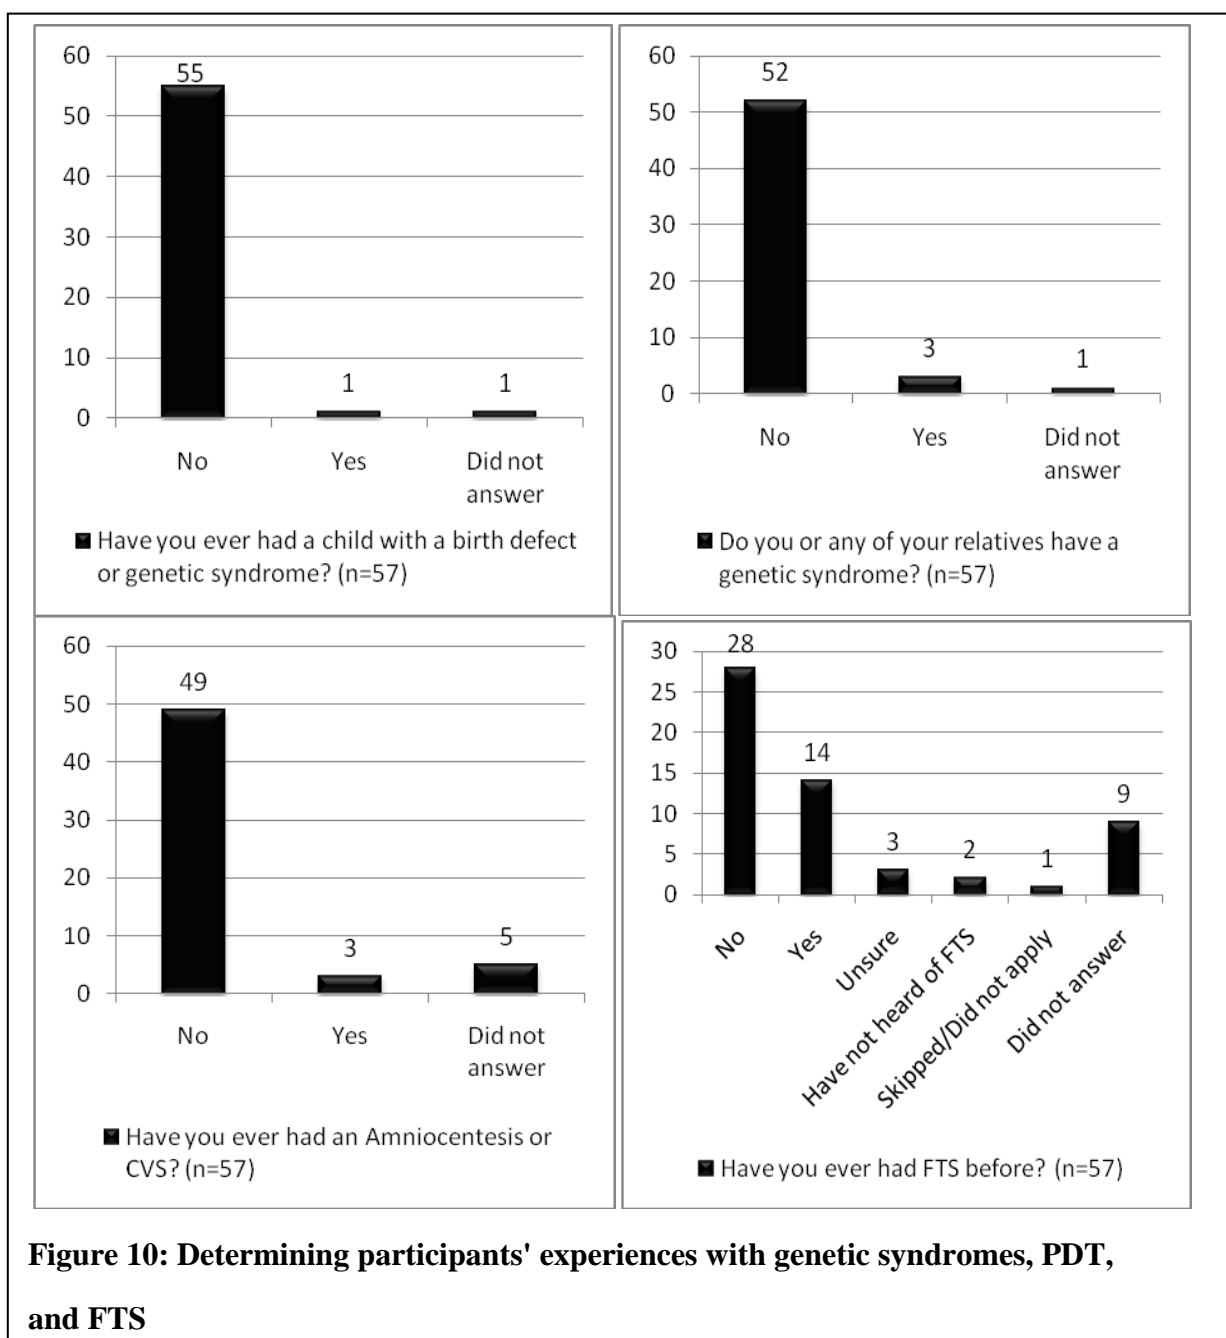 60
50
40
30
20
10
0
55
1
1
No
Yes
Did not
answer
Have you ever had a child with a birth defect
or genetic syndrome? (n=57)
60
50
40
30
20
10
0
52
3
1
No
Yes
Did not
answer
Do you or any of your relatives have a
genetic syndrome? (n=57)
60
50
40
30
20
10
0
49
3
5
No
Yes
Did not
answer
Have you ever had an Amniocentesis or
CVS? (n=57)
30
25
20
15
10
5
0
28
14
3
2
1
9
No
Yes
Unsure
Have not heard of FTS
Skipped/Did not apply
Did not answer
Have you ever had FTS before? (n=57)
Figure 10: Determining participants' experiences with genetic syndromes, PDT,
and FTS